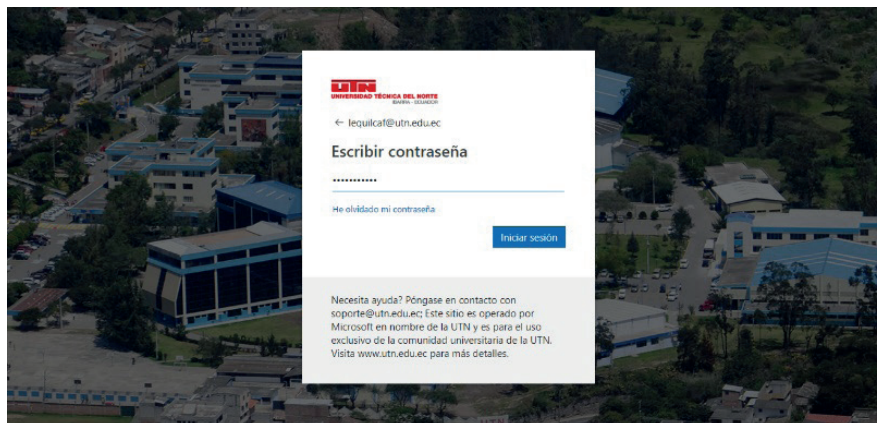 UTN
UNIVERSIDAD TÉCNICA DEL NORTE
IBARRA - ECUADOR
← lequilcaf@utn.edu.ec
Escribir contraseña
•••••••••••
He olvidado mi contraseña
Iniciar sesión
Necesita ayuda? Póngase en contacto con
soporte@utn.edu.ec; Este sitio es operado por
Microsoft en nombre de la UTN y es para el uso
exclusivo de la comunidad universitaria de la UTN.
Visita www.utn.edu.ec para más detalles.